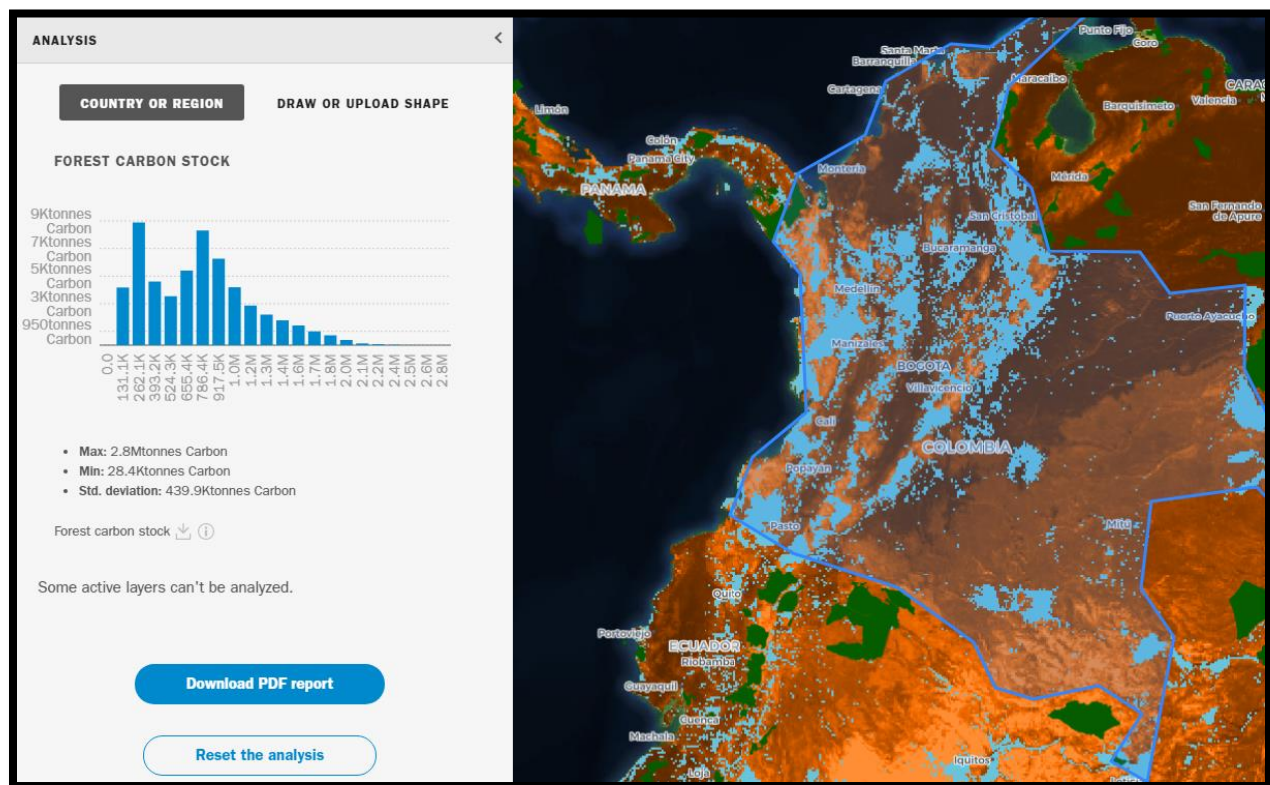 ANALYSIS
COUNTRY OR REGION
DRAW OR UPLOAD SHAPE
FOREST CARBON STOCK
9Ktonnes
Carbon
7Ktonnes
Carbon
5Ktonnes
Carbon
3Ktonnes
Carbon
950tonnes
Carbon
0.0
131.1K
262.1K
393.2K
524.3K
655.4K
786.4K
917.5K
1.0M
1.2M
1.3M
1.4M
1.6M
1.7M
1.8M
2.0M
2.1M
2.2M
2.4M
2.5M
2.6M
2.8M
• Max: 2.8Mtonnes Carbon
• Min: 28.4Ktonnes Carbon
• Std. deviation: 439.9Ktonnes Carbon
Forest carbon stock
Some active layers can't be analyzed.
Download PDF report
Reset the analysis
Punto Fijo
Coro
Santa Mart
Barranquilla
Maracaibo
CARA
Cartagena
Valencia
Barquisimeto
Limón
Colón
Panama City
Montería
Mérida
PANAMA
San Fernando
de Apure
San Cristóbal
Bucaramanga
Medellín
Puerto Ayacucho
Manizales
BOGOTA
Villavicencio
Cali
COLOMBIA
Popayán
Pasto
Mitú
Quito
Portoviejo
ECUADOR
Riobamba
Guayaquil
Cuenca
Machala
Iquitos
Loja